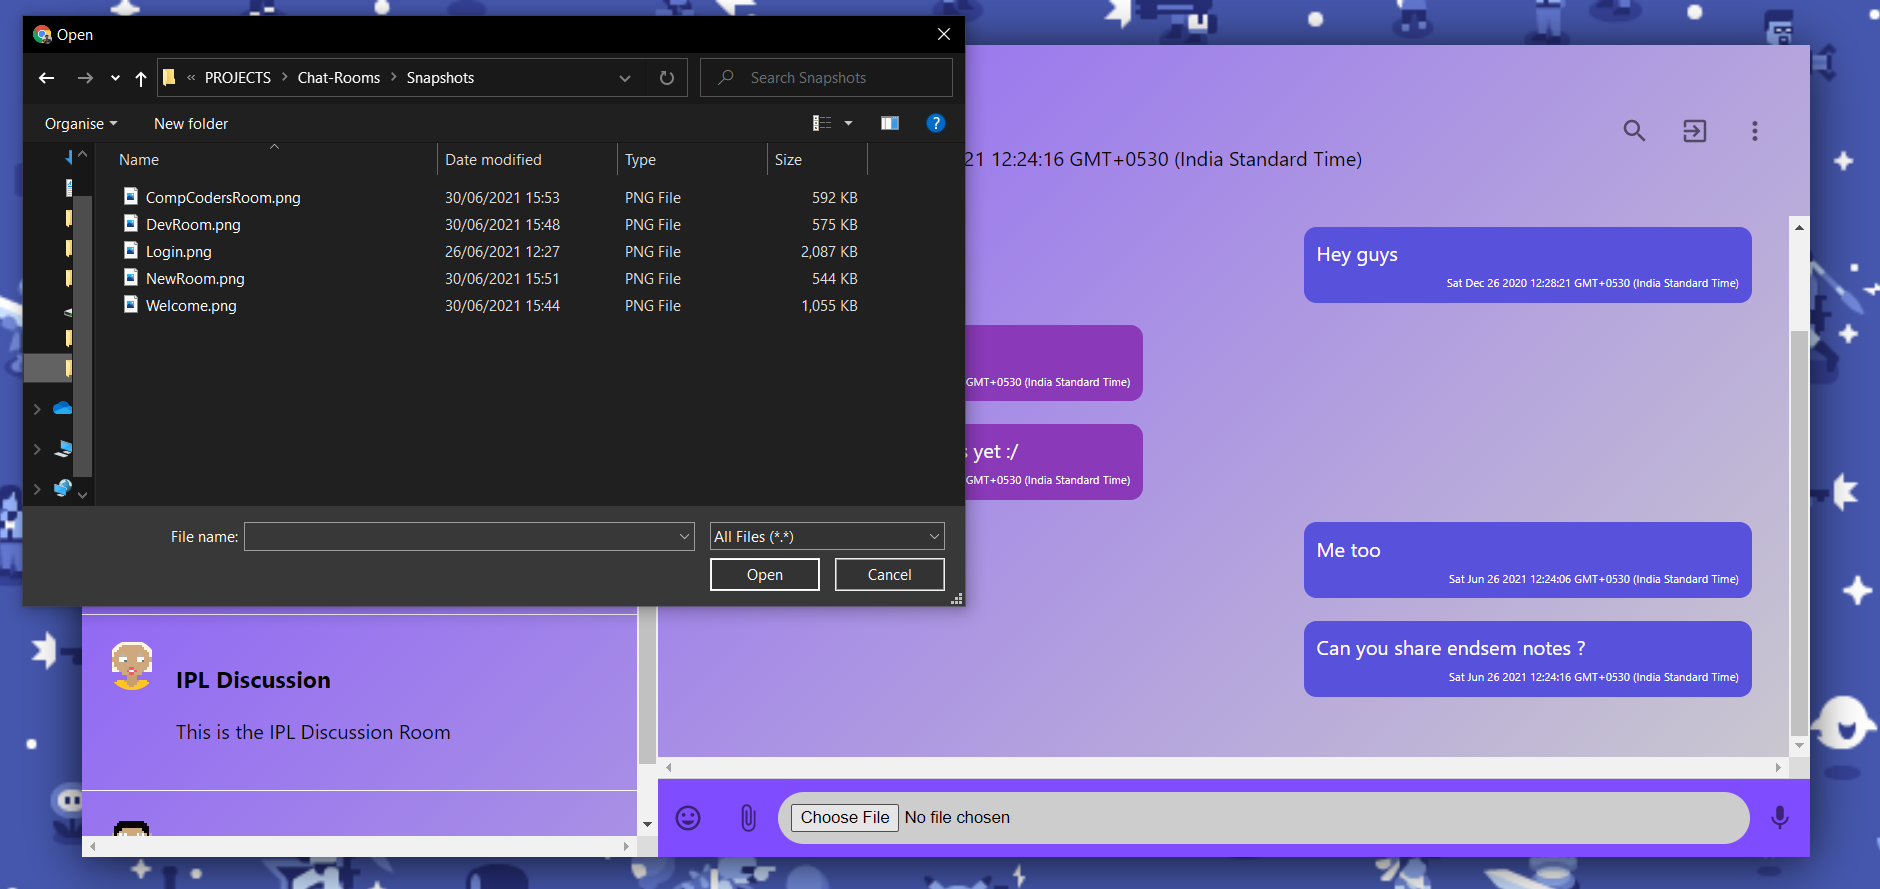 Open
« PROJECTS > Chat-Rooms > Snapshots
Search Snapshots
Organise
New folder
?
Name Date modified Type Size
CompCodersRoom.png 30/06/2021 15:53 PNG File 592 KB
DevRoom.png 30/06/2021 15:48 PNG File 575 KB
Login.png 26/06/2021 12:27 PNG File 2,087 KB
NewRoom.png 30/06/2021 15:51 PNG File 544 KB
Welcome.png 30/06/2021 15:44 PNG File 1,055 KB
File name:
All Files (*.*)
Open Cancel
21 12:24:16 GMT+0530 (India Standard Time)
Hey guys
Sat Dec 26 2020 12:28:21 GMT+0530 (India Standard Time)
GMT+0530 (India Standard Time)
yet :/
GMT+0530 (India Standard Time)
Me too
Sat Jun 26 2021 12:24:06 GMT+0530 (India Standard Time)
Can you share endsem notes ?
Sat Jun 26 2021 12:24:16 GMT+0530 (India Standard Time)
IPL Discussion
This is the IPL Discussion Room
Choose File No file chosen